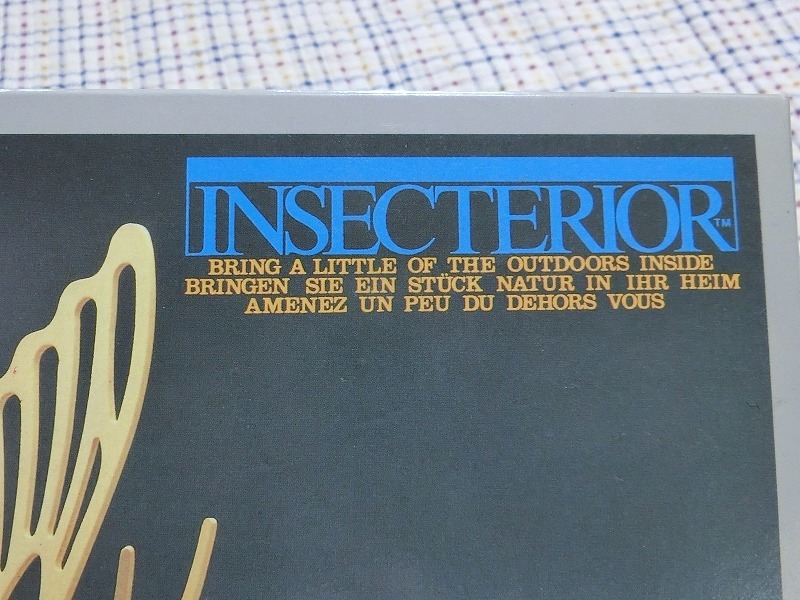 INSECTERIOR™
BRING A LITTLE OF THE OUTDOORS INSIDE
BRINGEN SIE EIN STÜCK NATUR IN IHR HEIM
AMENEZ UN PEU DU DEHORS VOUS